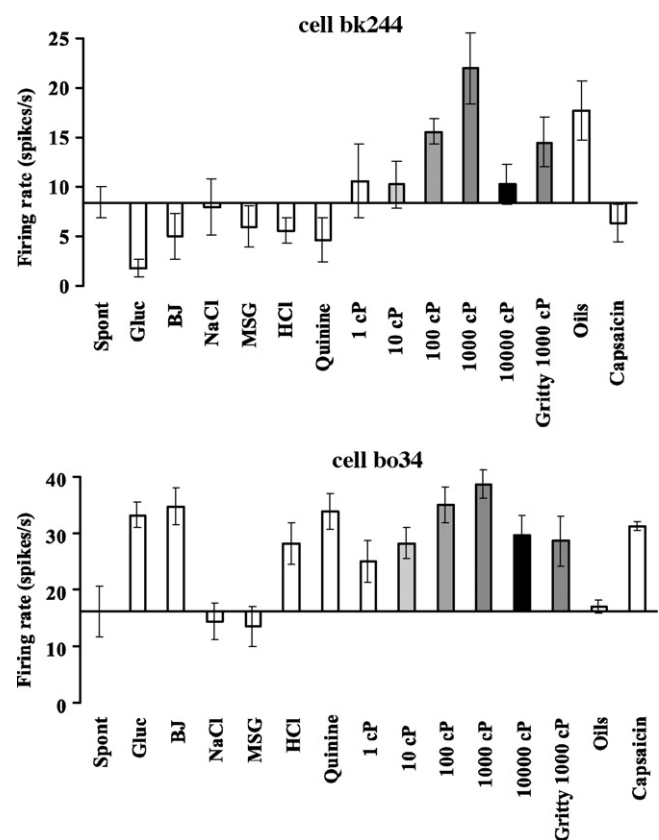 cell bk244
Firing rate (spikes/s)
25
20
15
10
5
0
Spont
Gluc
BJ
NaCl
MSG
HCl
Quinine
1 cP
10 cP
100 cP
1000 cP
10000 cP
Gritty 1000 cP
Oils
Capsaicin
cell bo34
Firing rate (spikes/s)
40
30
20
10
0
Spont
Gluc
BJ
NaCl
MSG
HCl
Quinine
1 cP
10 cP
100 cP
1000 cP
10000 cP
Gritty 1000 cP
Oils
Capsaicin